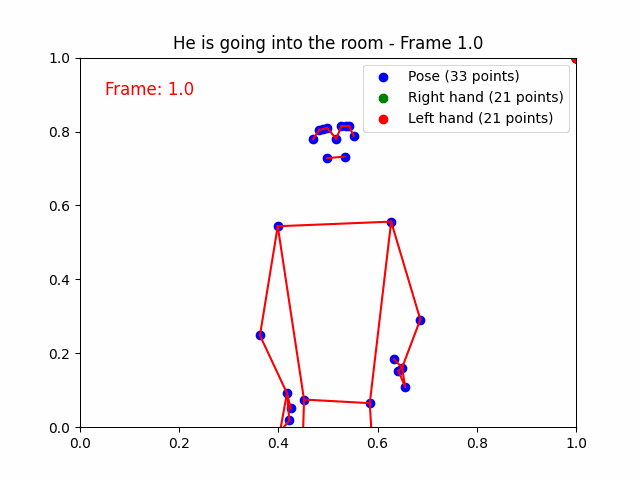 He is going into the room - Frame 1.0
Frame: 1.0
Pose (33 points)
Right hand (21 points)
Left hand (21 points)
1.0
0.8
0.6
0.4
0.2
0.0
0.0 0.2 0.4 0.6 0.8 1.0